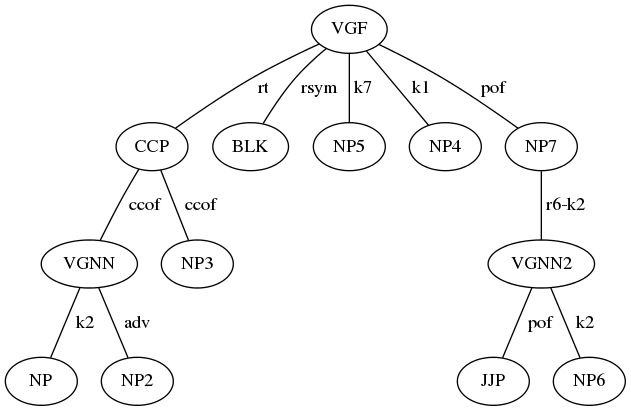 VGF
rt rsym k7 k1 pof
CCP BLK NP5 NP4 NP7
ccof ccof r6-k2
VGNN NP3 VGNN2
k2 adv pof k2
NP NP2 JJP NP6